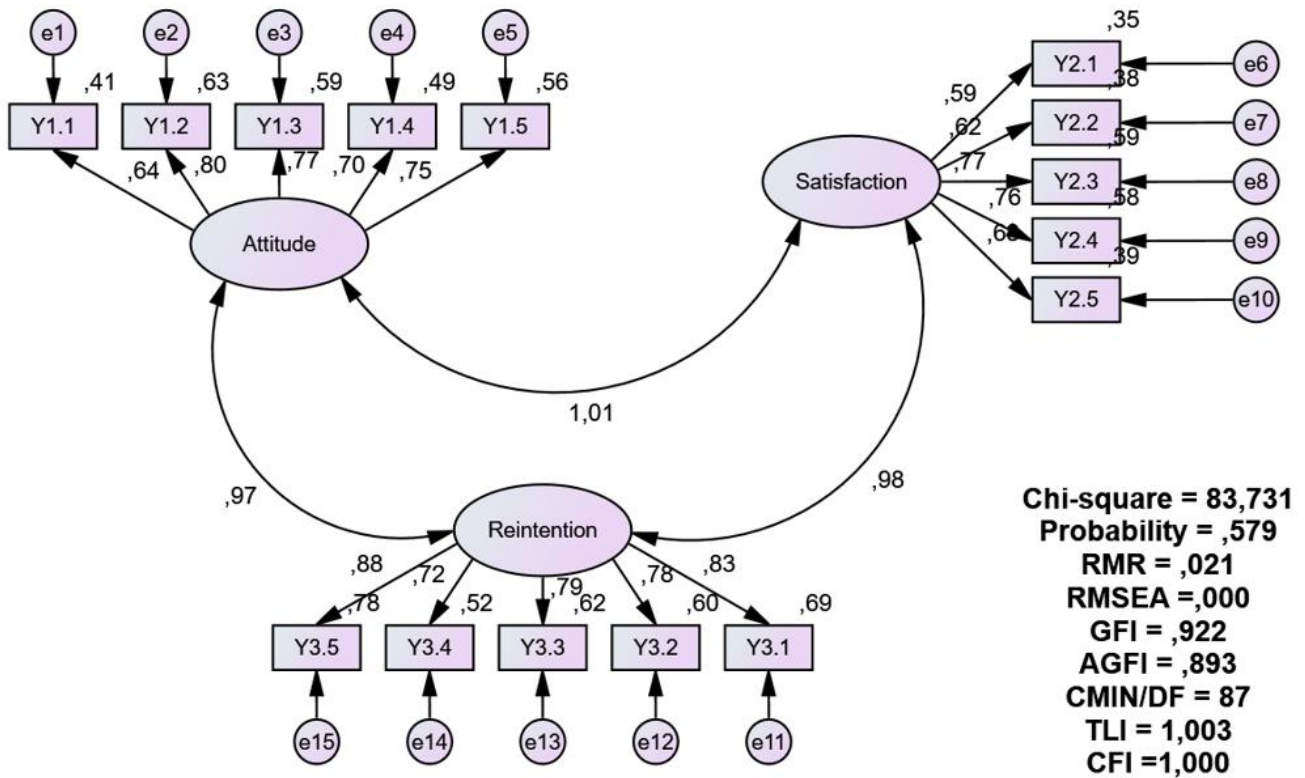 e1 e2 e3 e4 e5
,41 ,63 ,59 ,49 ,56
Y1.1 Y1.2 Y1.3 Y1.4 Y1.5
,64 ,80 ,77 ,70 ,75
Attitude
,35
Y2.1 e6
,38
,59
Y2.2 e7
,62
,59
,77
Satisfaction
Y2.3 e8
,76
,58
Y2.4 e9
,39
Y2.5 e10
1,01
,97
,98
Reintention
,88 ,72 ,79 ,78 ,83
,78 ,52 ,62 ,60 ,69
Y3.5 Y3.4 Y3.3 Y3.2 Y3.1
e15 e14 e13 e12 e11
Chi-square = 83,731
Probability = ,579
RMR = ,021
RMSEA =,000
GFI = ,922
AGFI = ,893
CMIN/DF = 87
TLI = 1,003
CFI =1,000